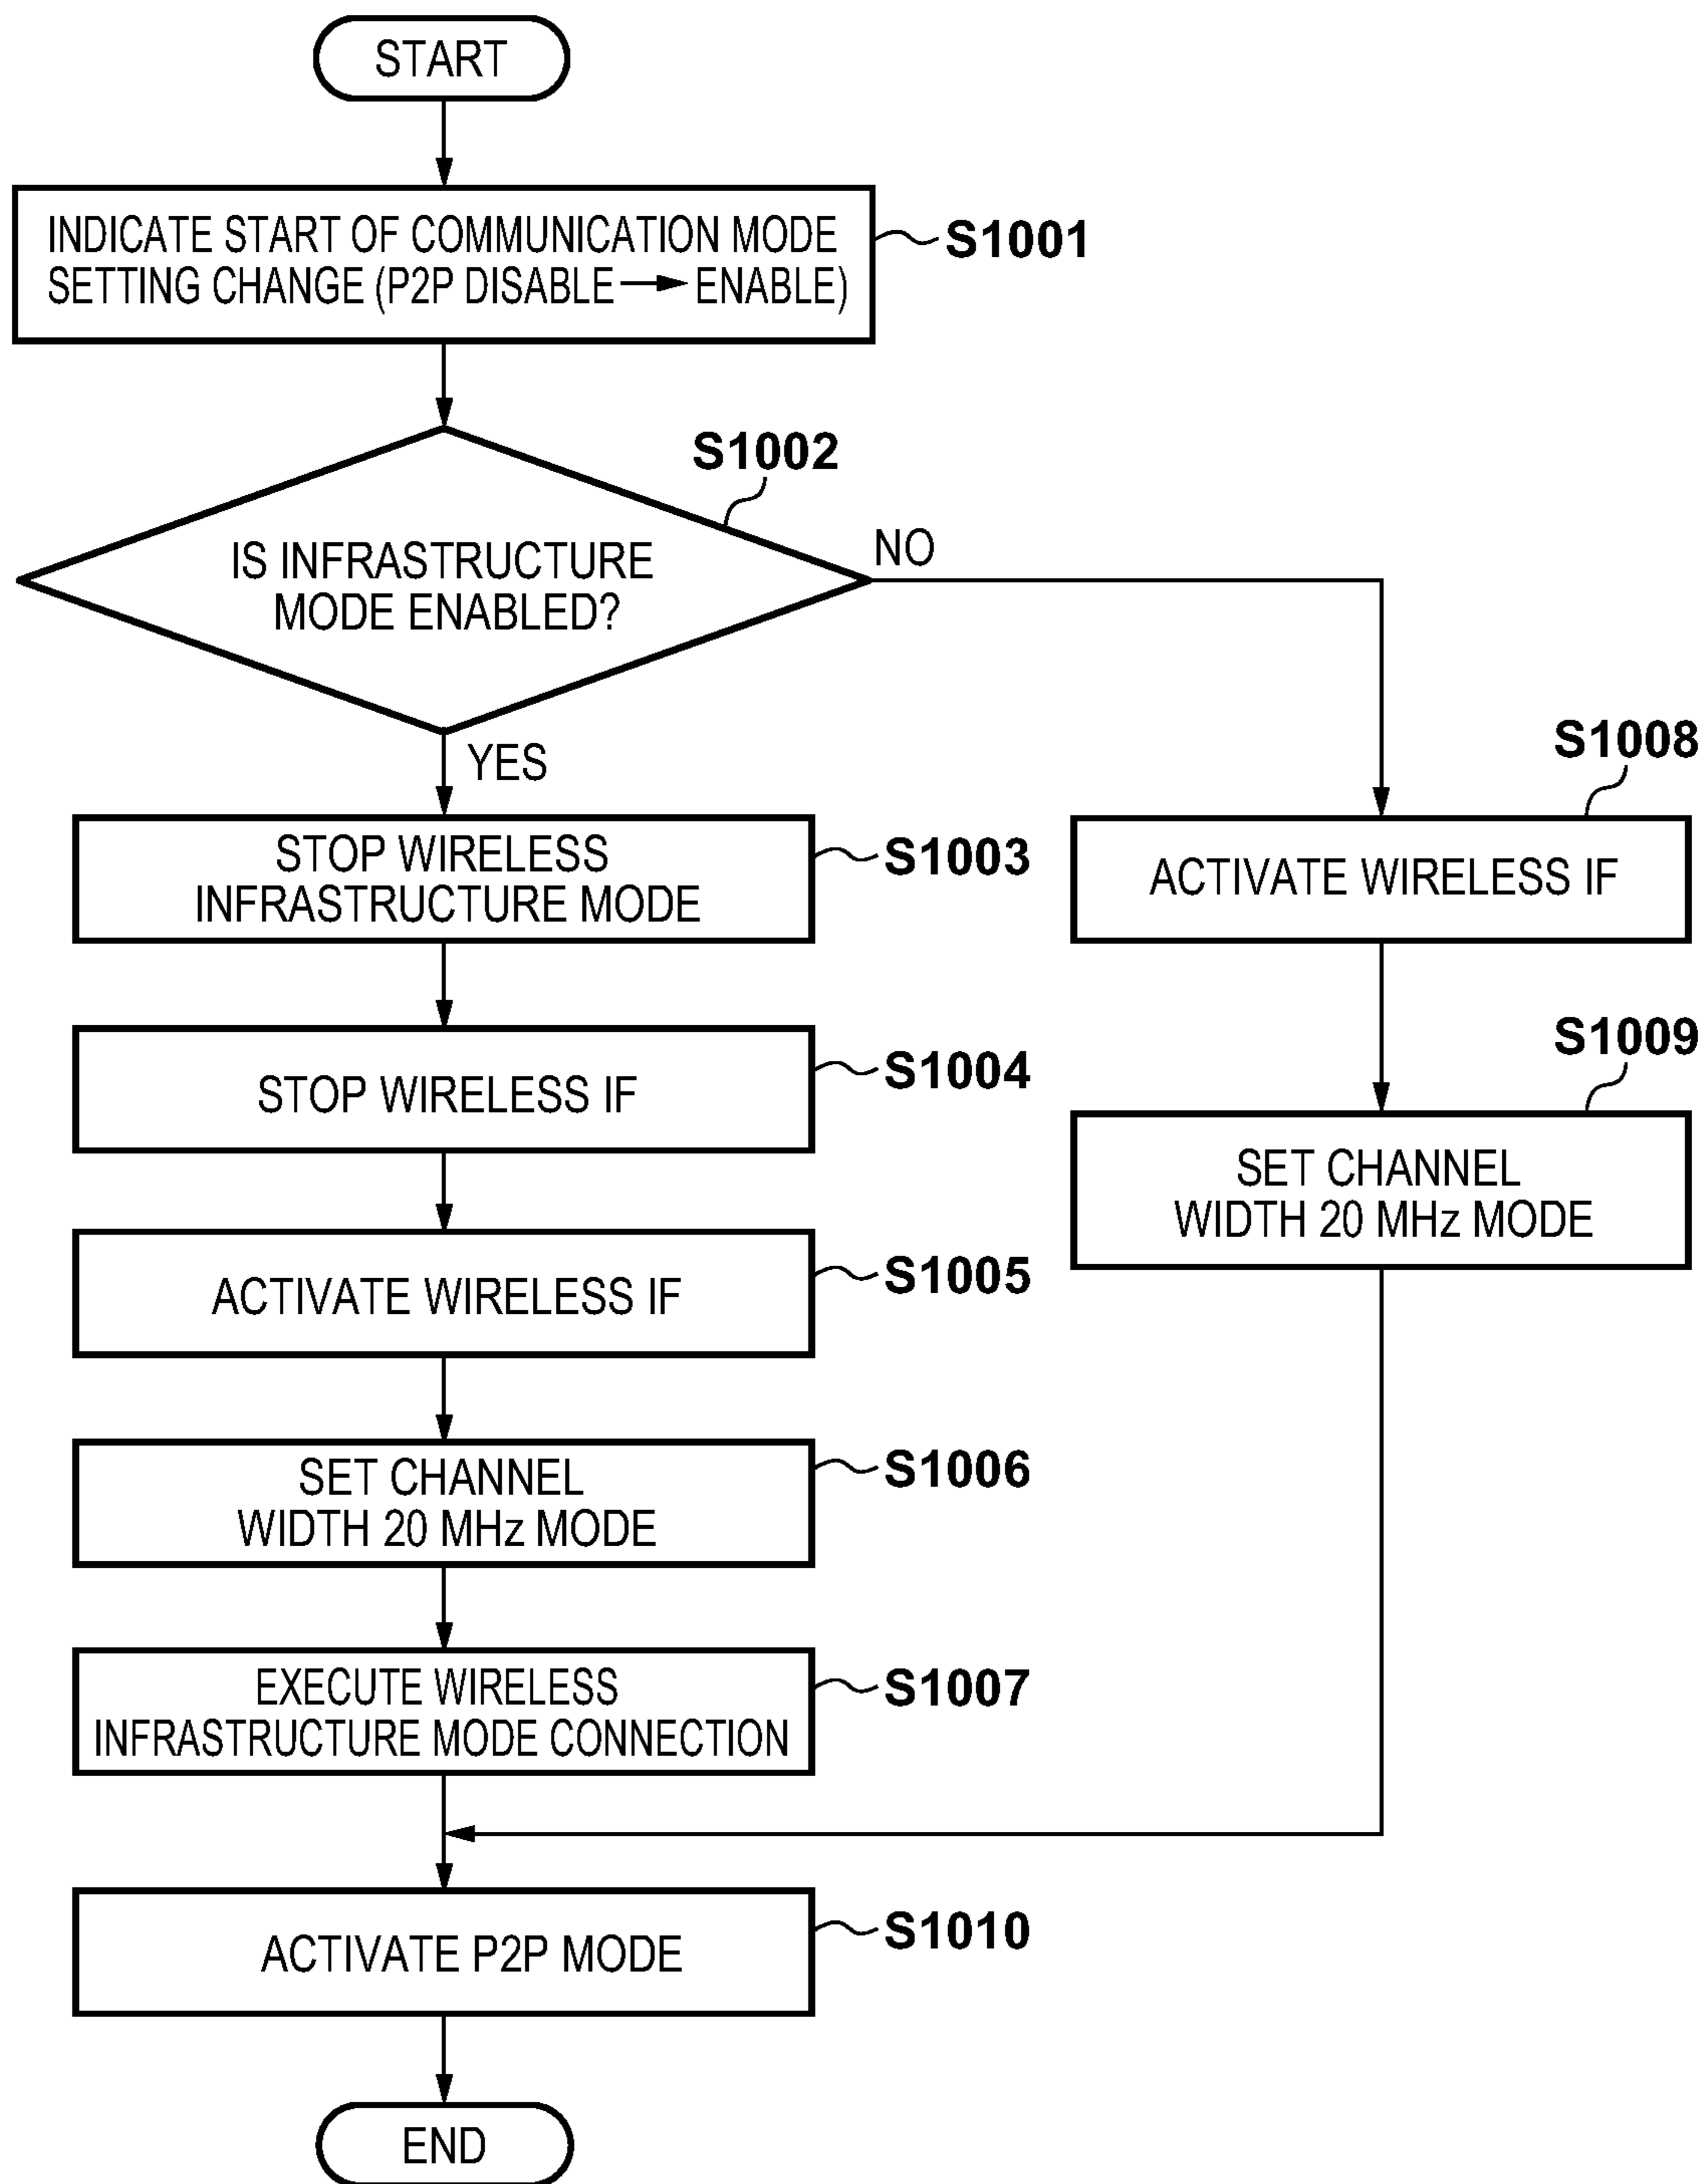 START
INDICATE START OF COMMUNICATION MODE
SETTING CHANGE (P2P DISABLE → ENABLE)
S1001
S1002
IS INFRASTRUCTURE
MODE ENABLED?
NO
YES
STOP WIRELESS
INFRASTRUCTURE MODE
S1003
STOP WIRELESS IF
S1004
ACTIVATE WIRELESS IF
S1005
SET CHANNEL
WIDTH 20 MHz MODE
S1006
EXECUTE WIRELESS
INFRASTRUCTURE MODE CONNECTION
S1007
S1008
ACTIVATE WIRELESS IF
S1009
SET CHANNEL
WIDTH 20 MHz MODE
ACTIVATE P2P MODE
S1010
END